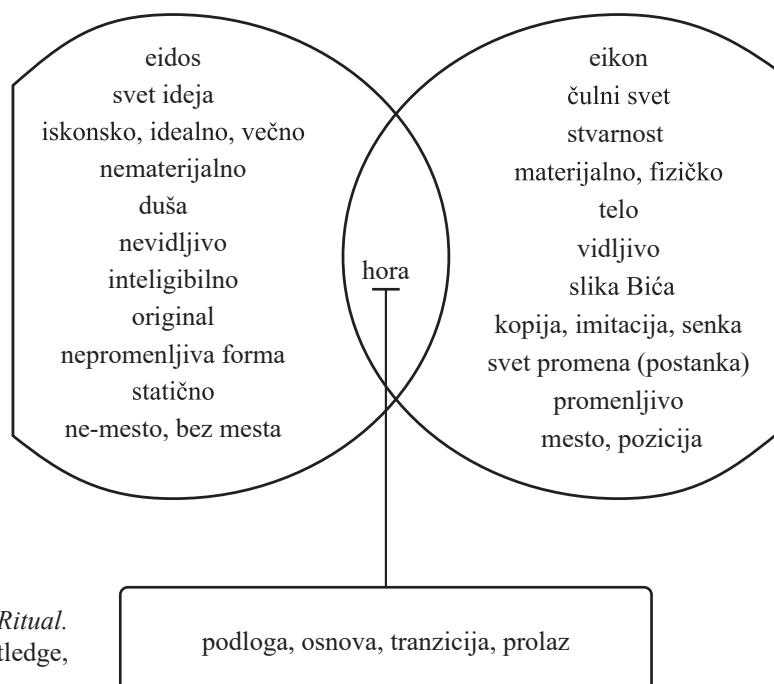 eidos
svet ideja
iskonsko, idealno, večno
nematerijalno
duša
nevidljivo
inteligibilno
original
nepromenljiva forma
statično
ne-mesto, bez mesta
hora
eikon
čulni svet
stvarnost
materijalno, fizičko
telo
vidljivo
slika Bića
kopija, imitacija, senka
svet promena (postanka)
promenljivo
mesto, pozicija
Ritual.
tledge,
podloga, osnova, tranzicija, prolaz